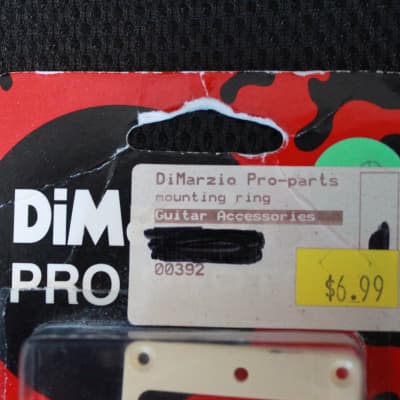 DiM
PRO
DiMarzio Pro-parts
mounting ring
Guitar Accessories
00392
$6.99